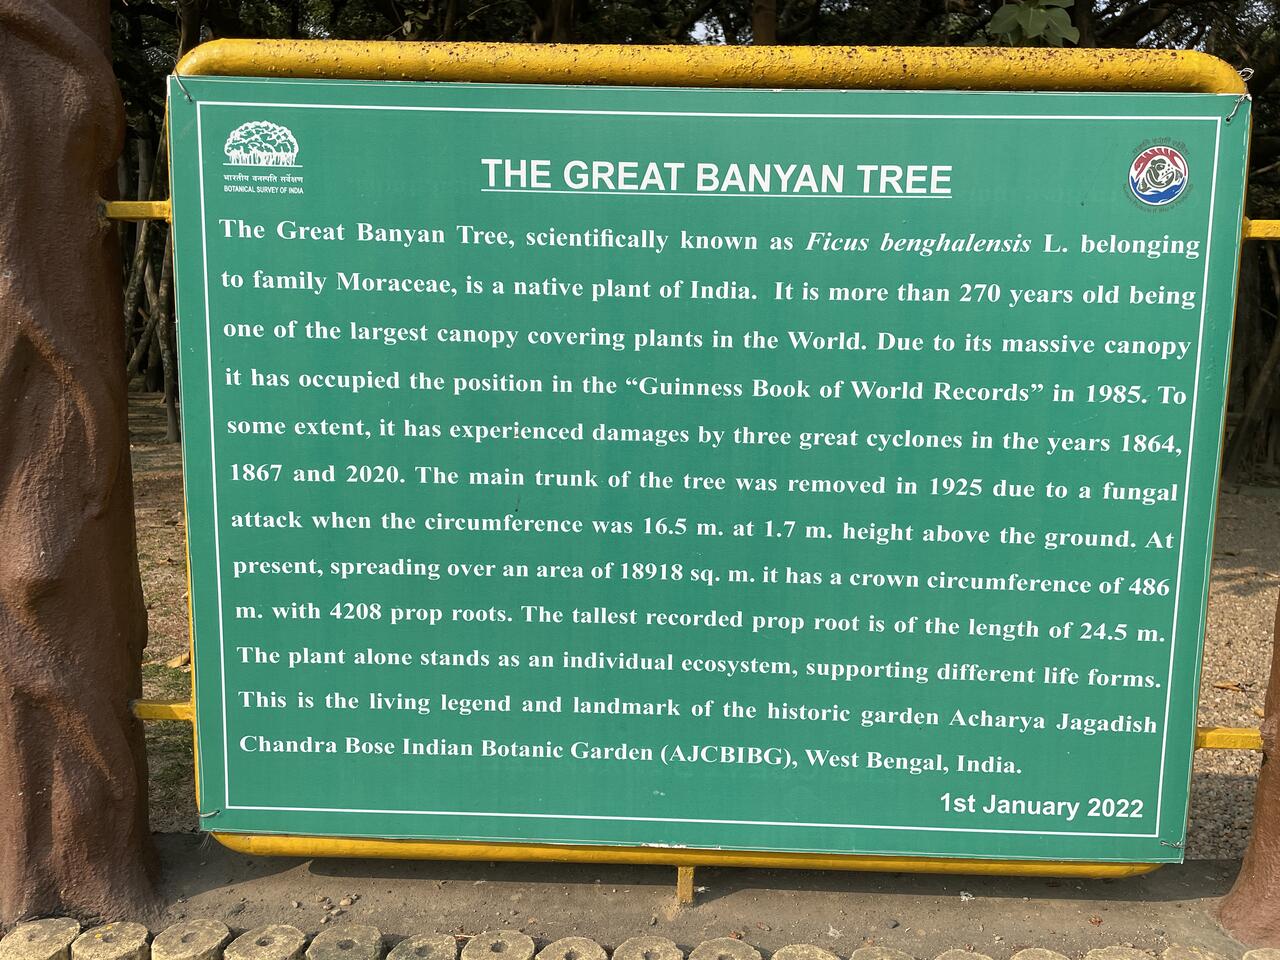 भारतीय वनस्पति सर्वेक्षण
BOTANICAL SURVEY OF INDIA
THE GREAT BANYAN TREE
The Great Banyan Tree, scientifically known as Ficus benghalensis L. belonging
to family Moraceae, is a native plant of India. It is more than 270 years old being
one of the largest canopy covering plants in the World. Due to its massive canopy
it has occupied the position in the “Guinness Book of World Records” in 1985. To
some extent, it has experienced damages by three great cyclones in the years 1864,
1867 and 2020. The main trunk of the tree was removed in 1925 due to a fungal
attack when the circumference was 16.5 m. at 1.7 m. height above the ground. At
present, spreading over an area of 18918 sq. m. it has a crown circumference of 486
m. with 4208 prop roots. The tallest recorded prop root is of the length of 24.5 m.
The plant alone stands as an individual ecosystem, supporting different life forms.
This is the living legend and landmark of the historic garden Acharya Jagadish
Chandra Bose Indian Botanic Garden (AJCBIBG), West Bengal, India.
1st January 2022